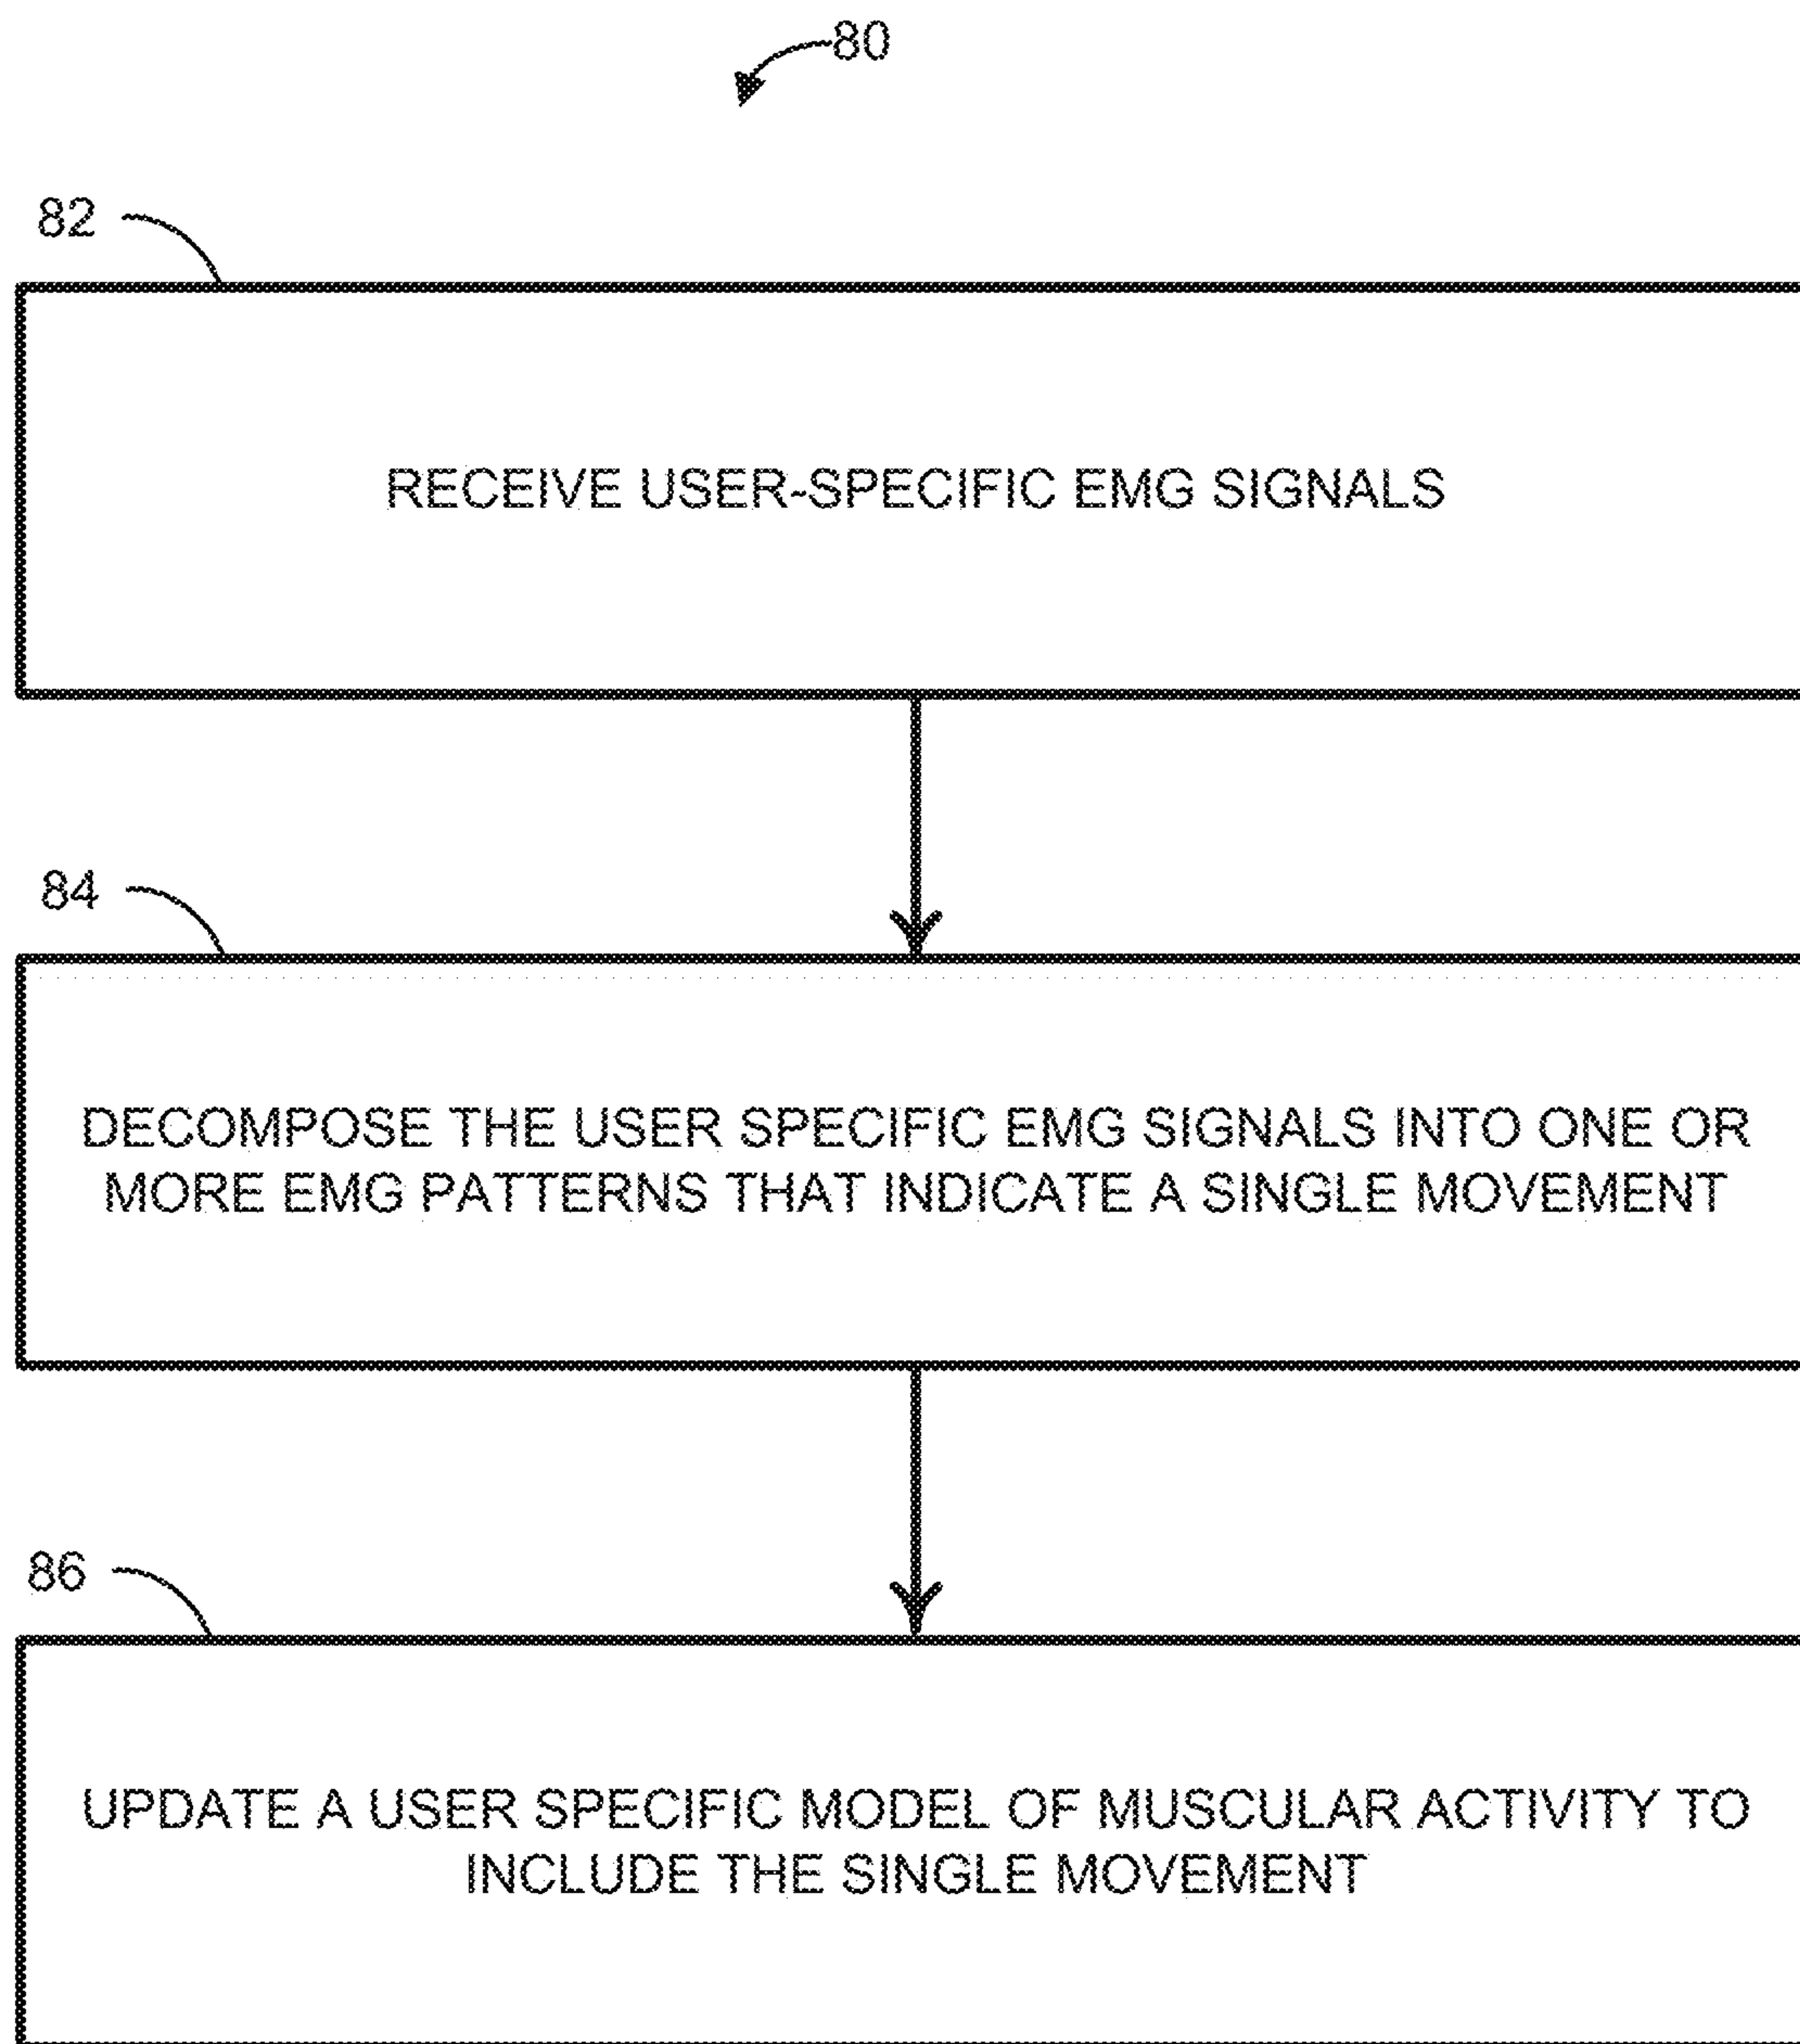 80
82
RECEIVE USER-SPECIFIC EMG SIGNALS
84
DECOMPOSE THE USER SPECIFIC EMG SIGNALS INTO ONE OR
MORE EMG PATTERNS THAT INDICATE A SINGLE MOVEMENT
86
UPDATE A USER SPECIFIC MODEL OF MUSCULAR ACTIVITY TO
INCLUDE THE SINGLE MOVEMENT